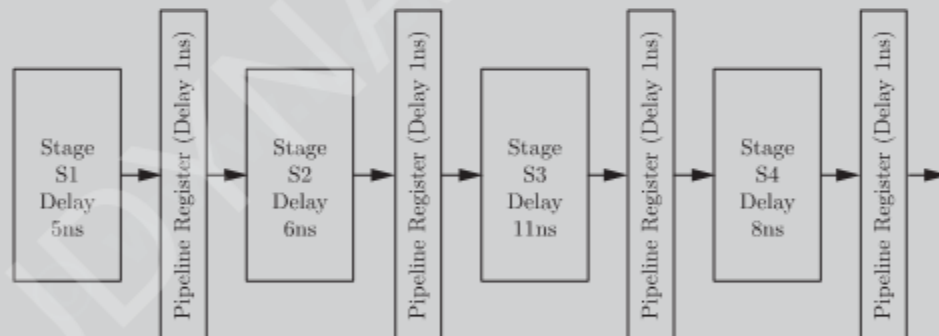 Stage
S1
Delay
5ns
Pipeline Register (Delay 1ns)
Stage
S2
Delay
6ns
Pipeline Register (Delay 1ns)
Stage
S3
Delay
11ns
Pipeline Register (Delay 1ns)
Stage
S4
Delay
8ns
Pipeline Register (Delay 1ns)